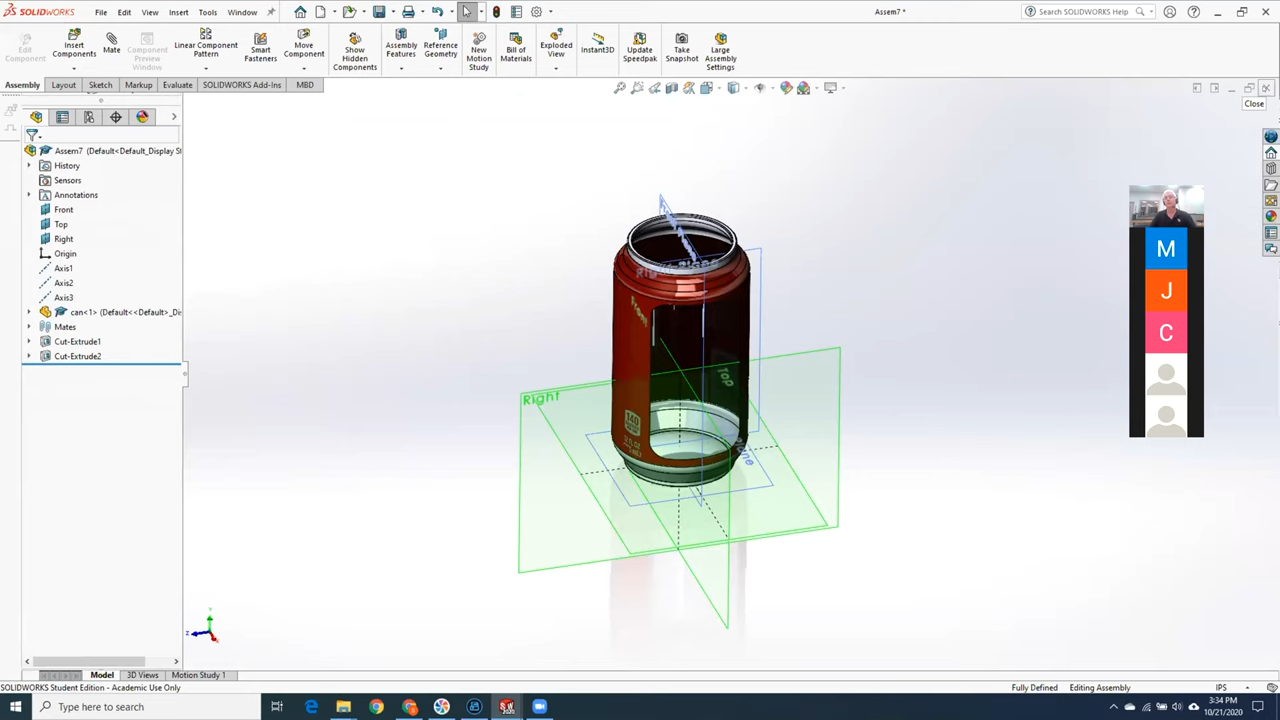 SOLIDWORKS
File Edit View Insert Tools Window
Assem7 *
Search SOLIDWORKS Help
Edit Component
Insert Components
Mate
Component Preview Window
Linear Component Pattern
Smart Fasteners
Move Component
Show Hidden Components
Assembly Features
Reference Geometry
New Motion Study
Bill of Materials
Exploded View
Instant3D
Update Speedpak
Take Snapshot
Large Assembly Settings
Assembly Layout Sketch Markup Evaluate SOLIDWORKS Add-Ins MBD
Close
Assem7 (Default<Default_Display St
History
Sensors
Annotations
Front
Top
Right
Origin
Axis1
Axis2
Axis3
can<1> (Default<<Default>_Dis
Mates
Cut-Extrude1
Cut-Extrude2
Front
Top
Right
140
M
J
C
Y
Z
Model 3D Views Motion Study 1
SOLIDWORKS Student Edition - Academic Use Only
Fully Defined Editing Assembly IPS
Type here to search
3:34 PM
10/21/2020